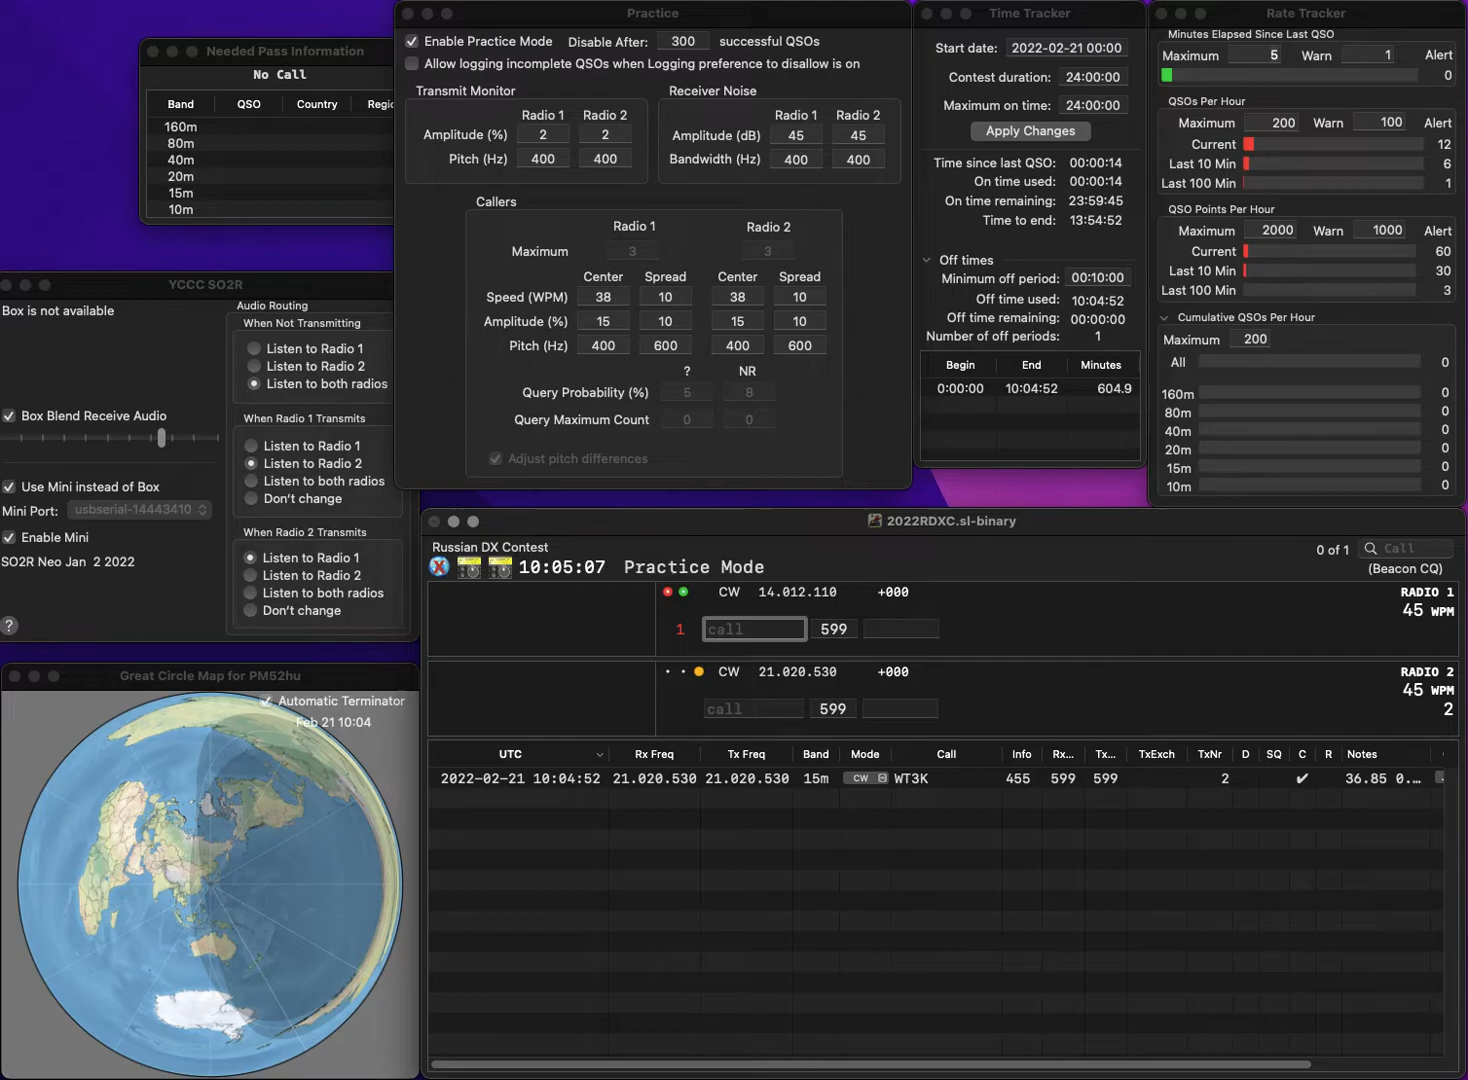 Needed Pass Information
No Call
Band QSO Country Regio
160m
80m
40m
20m
15m
10m
YCCC SO2R
Box is not available
Box Blend Receive Audio
Use Mini instead of Box
Mini Port: usbserial-14443410
Enable Mini
SO2R Neo Jan 2 2022
?
Audio Routing
When Not Transmitting
Listen to Radio 1
Listen to Radio 2
Listen to both radios
When Radio 1 Transmits
Listen to Radio 1
Listen to Radio 2
Listen to both radios
Don't change
When Radio 2 Transmits
Listen to Radio 1
Listen to Radio 2
Listen to both radios
Don't change
Great Circle Map for PM52hu
Automatic Terminator
Feb 21 10:04
Practice
Enable Practice Mode Disable After: 300 successful QSOs
Allow logging incomplete QSOs when Logging preference to disallow is on
Transmit Monitor
Radio 1 Radio 2
Amplitude (%) 2 2
Pitch (Hz) 400 400
Receiver Noise
Radio 1 Radio 2
Amplitude (dB) 45 45
Bandwidth (Hz) 400 400
Callers
Radio 1 Radio 2
Maximum 3 3
Center Spread Center Spread
Speed (WPM) 38 10 38 10
Amplitude (%) 15 10 15 10
Pitch (Hz) 400 600 400 600
? NR
Query Probability (%) 5 8
Query Maximum Count 0 0
Adjust pitch differences
Time Tracker
Start date: 2022-02-21 00:00
Contest duration: 24:00:00
Maximum on time: 24:00:00
Apply Changes
Time since last QSO: 00:00:14
On time used: 00:00:14
On time remaining: 23:59:45
Time to end: 13:54:52
Off times
Minimum off period: 00:10:00
Off time used: 10:04:52
Off time remaining: 00:00:00
Number of off periods: 1
Begin End Minutes
0:00:00 10:04:52 604.9
Rate Tracker
Minutes Elapsed Since Last QSO
Maximum 5 Warn 1 Alert
0
QSOs Per Hour
Maximum 200 Warn 100 Alert
Current 12
Last 10 Min 6
Last 100 Min 1
QSO Points Per Hour
Maximum 2000 Warn 1000 Alert
Current 60
Last 10 Min 30
Last 100 Min 3
Cumulative QSOs Per Hour
Maximum 200
All 0
160m 0
80m 0
40m 0
20m 0
15m 0
10m 0
2022RDXC.sl-binary
Russian DX Contest
0 of 1 Call
10:05:07 Practice Mode
(Beacon CQ)
CW 14.012.110 +000 RADIO 1
45 WPM
1 call 599
CW 21.020.530 +000 RADIO 2
45 WPM
call 599 2
UTC Rx Freq Tx Freq Band Mode Call Info Rx... Tx... TxExch TxNr D SQ C R Notes
2022-02-21 10:04:52 21.020.530 21.020.530 15m CW WT3K 455 599 599 2 ✔ 36.85 0....